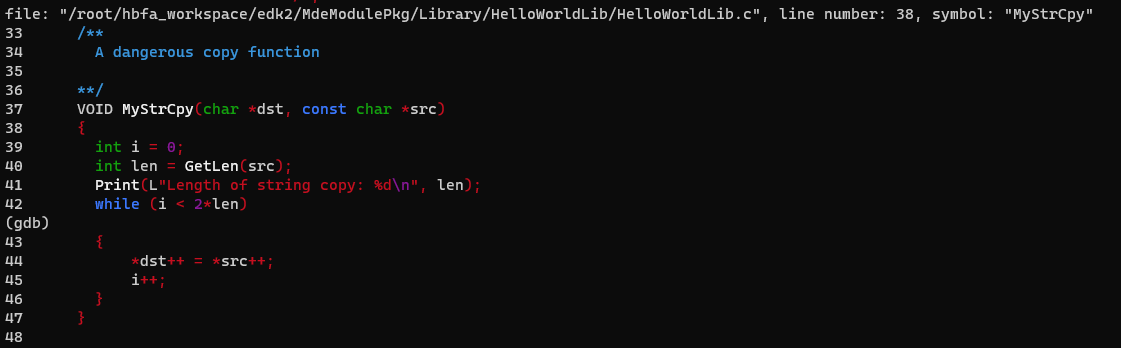 file: "/root/hbfa_workspace/edk2/MdeModulePkg/Library/HelloWorldLib/HelloWorldLib.c", line number: 38, symbol: "MyStrCpy"
33      /**
34        A dangerous copy function
35
36      **/
37      VOID MyStrCpy(char *dst, const char *src)
38      {
39        int i = 0;
40        int len = GetLen(src);
41        Print(L"Length of string copy: %d\n", len);
42        while (i < 2*len)
(gdb)
43        {
44            *dst++ = *src++;
45            i++;
46        }
47      }
48